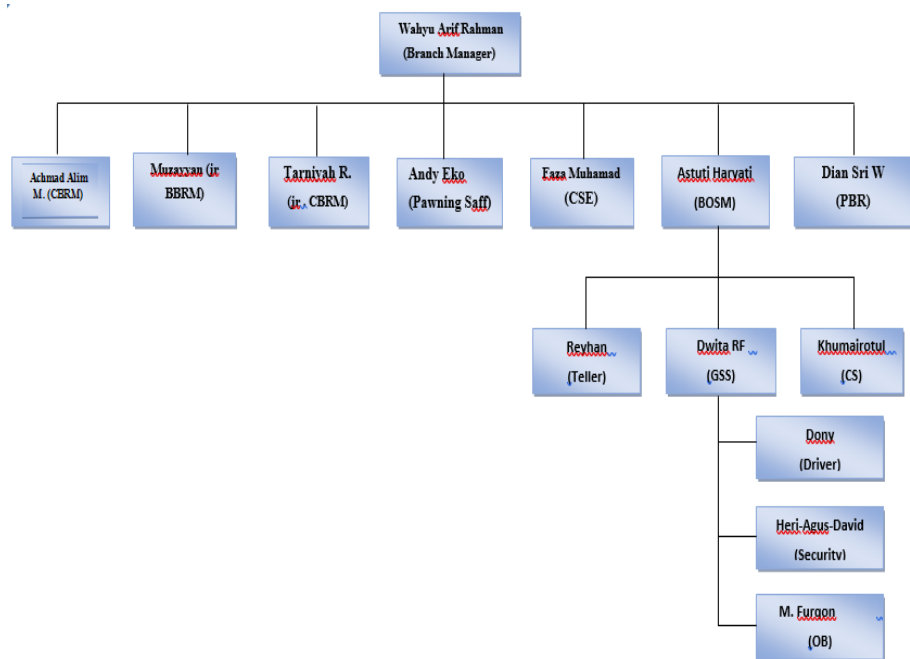 Wahyu Arif Rahman
(Branch Manager)
Achmad Alim
M. (CBRM)
Muzayyan (jr
BBRM)
Tarniyah R.
(jr. CBRM)
Andy Eko
(Pawning Saff)
Faza Muhamad
(CSE)
Astuti Haryati
(BOSM)
Dian Sri W
(PBR)
Reyhan
(Teller)
Dwita RF
(GSS)
Khumairotul
(CS)
Dony
(Driver)
Heri-Agus-David
(Security)
M. Furqon
(OB)